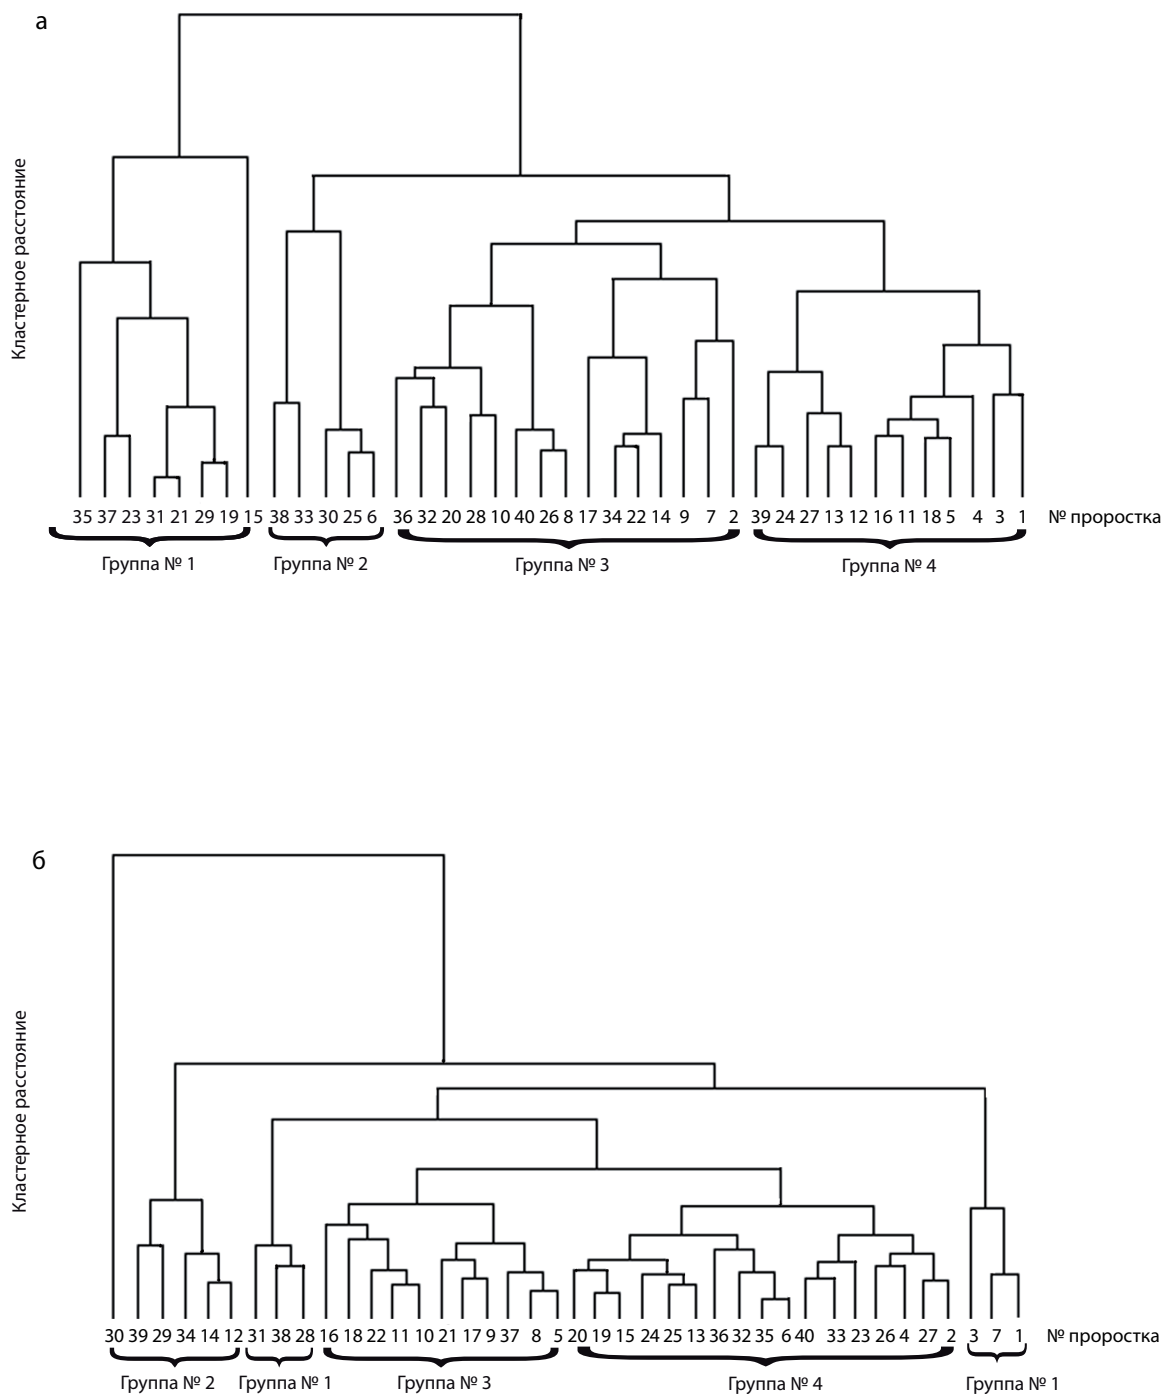 а
Кластерное расстояние
35 37 23 31 21 29 19 15 38 33 30 25 6 36 32 20 28 10 40 26 8 17 34 22 14 9 7 2 39 24 27 13 12 16 11 18 5 4 3 1 № проростка
Группа № 1 Группа № 2 Группа № 3 Группа № 4
б
Кластерное расстояние
30 39 29 34 14 12 31 38 28 16 18 22 11 10 21 17 9 37 8 5 20 19 15 24 25 13 36 32 35 6 40 33 23 26 4 27 2 3 7 1 № проростка
Группа № 2 Группа № 1 Группа № 3 Группа № 4 Группа № 1